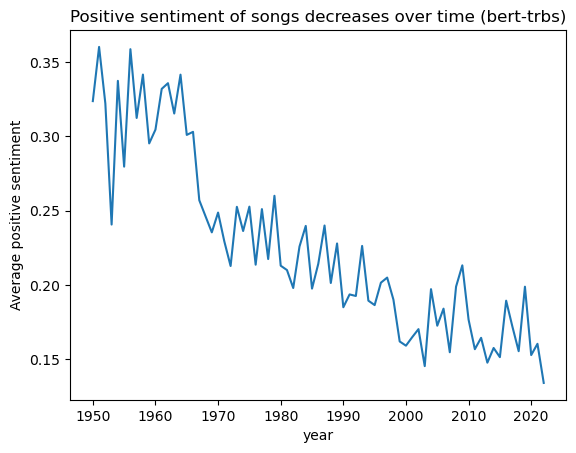 Positive sentiment of songs decreases over time (bert-trbs)
Average positive sentiment
0.35
0.30
0.25
0.20
0.15
1950 1960 1970 1980 1990 2000 2010 2020
year